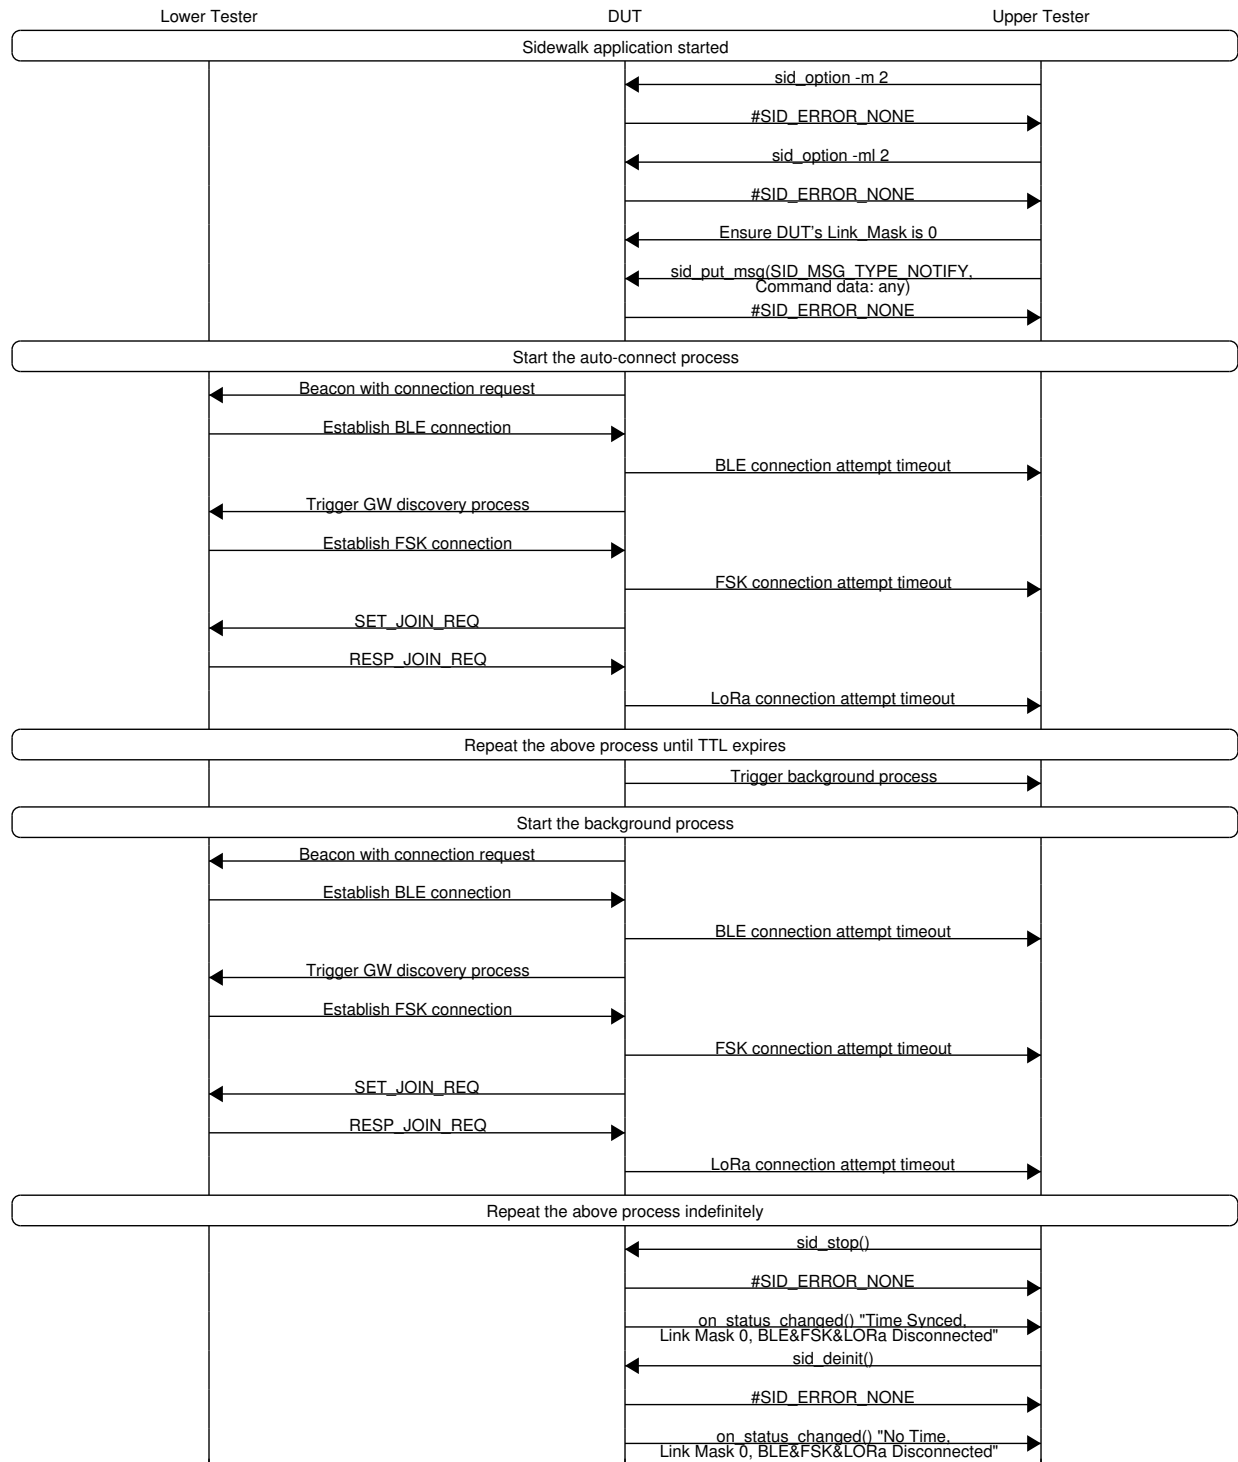 Lower Tester
DUT
Upper Tester
Sidewalk application started
sid_option -m 2
#SID_ERROR_NONE
sid_option -ml 2
#SID_ERROR_NONE
Ensure DUT's Link_Mask is 0
sid_put_msg(SID_MSG_TYPE_NOTIFY,
Command data: any)
#SID_ERROR_NONE
Start the auto-connect process
Beacon with connection request
Establish BLE connection
BLE connection attempt timeout
Trigger GW discovery process
Establish FSK connection
FSK connection attempt timeout
SET_JOIN_REQ
RESP_JOIN_REQ
LoRa connection attempt timeout
Repeat the above process until TTL expires
Trigger background process
Start the background process
Beacon with connection request
Establish BLE connection
BLE connection attempt timeout
Trigger GW discovery process
Establish FSK connection
FSK connection attempt timeout
SET_JOIN_REQ
RESP_JOIN_REQ
LoRa connection attempt timeout
Repeat the above process indefinitely
sid_stop()
#SID_ERROR_NONE
on_status_changed() "Time Synced,
Link Mask 0, BLE&FSK&LORa Disconnected"
sid_deinit()
#SID_ERROR_NONE
on_status_changed() "No Time,
Link Mask 0, BLE&FSK&LORa Disconnected"